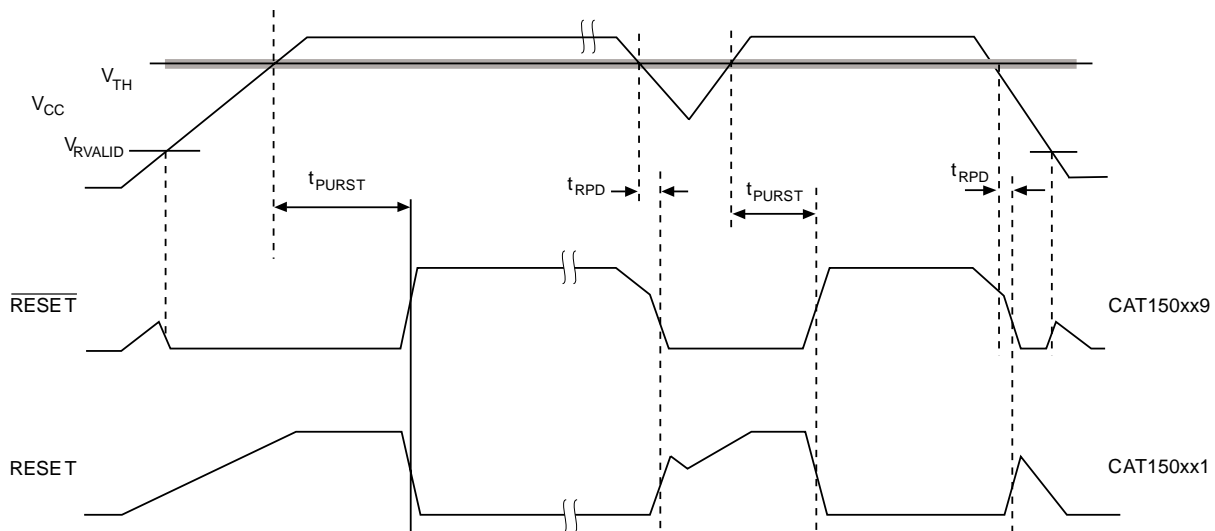 VTH
VCC
VRVALID
tPURST
tRPD
tPURST
tRPD
RESET
CAT150xx9
RESET
CAT150xx1